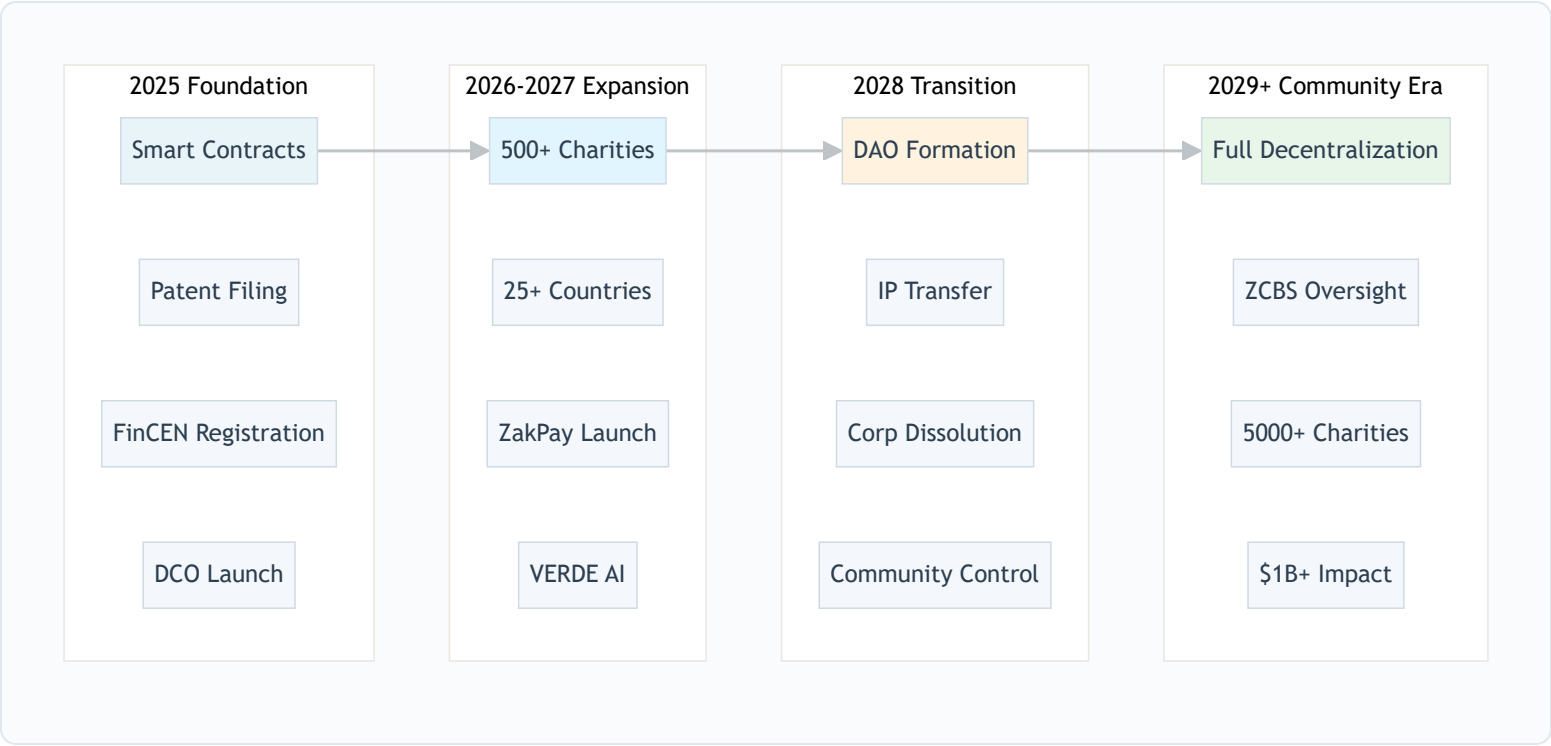 2025 Foundation
Smart Contracts
Patent Filing
FinCEN Registration
DCO Launch
2026-2027 Expansion
500+ Charities
25+ Countries
ZakPay Launch
VERDE AI
2028 Transition
DAO Formation
IP Transfer
Corp Dissolution
Community Control
2029+ Community Era
Full Decentralization
ZCBS Oversight
5000+ Charities
$1B+ Impact